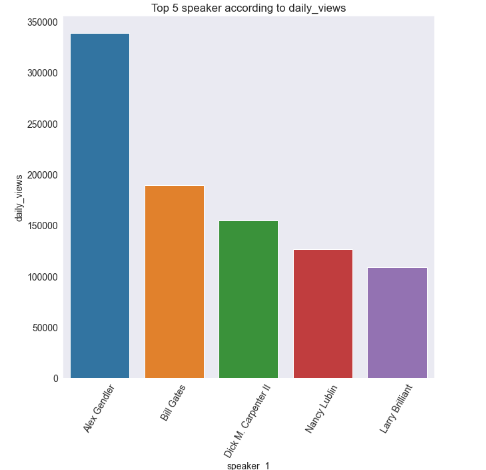 Top 5 speaker according to daily_views
350000
300000
250000
200000
150000
100000
50000
0
daily_views
Alex Gendler
Bill Gates
Dick M. Carpenter II
Nancy Lublin
Larry Brilliant
speaker_1